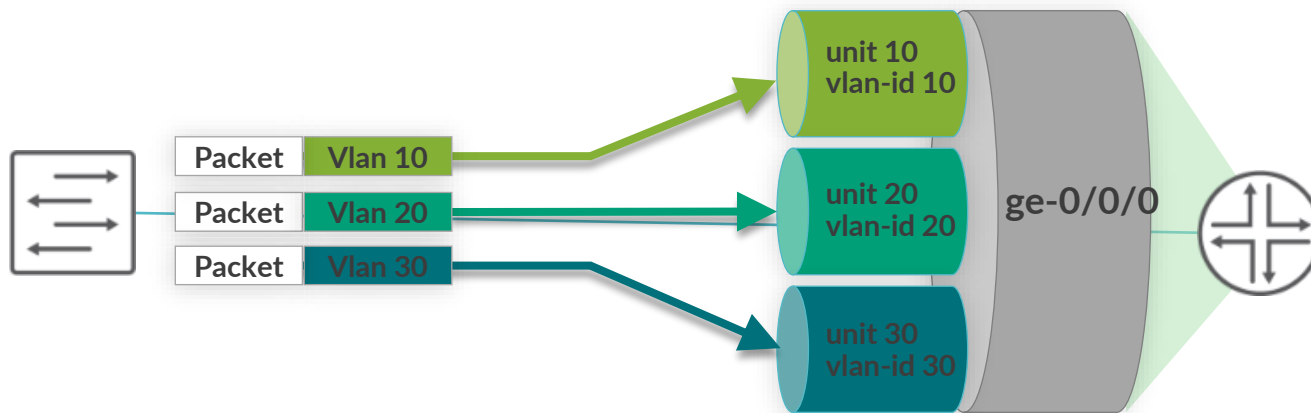 unit 10
vlan-id 10
Packet Vlan 10
Packet Vlan 20
Packet Vlan 30
unit 20
vlan-id 20
ge-0/0/0
unit 30
vlan-id 30